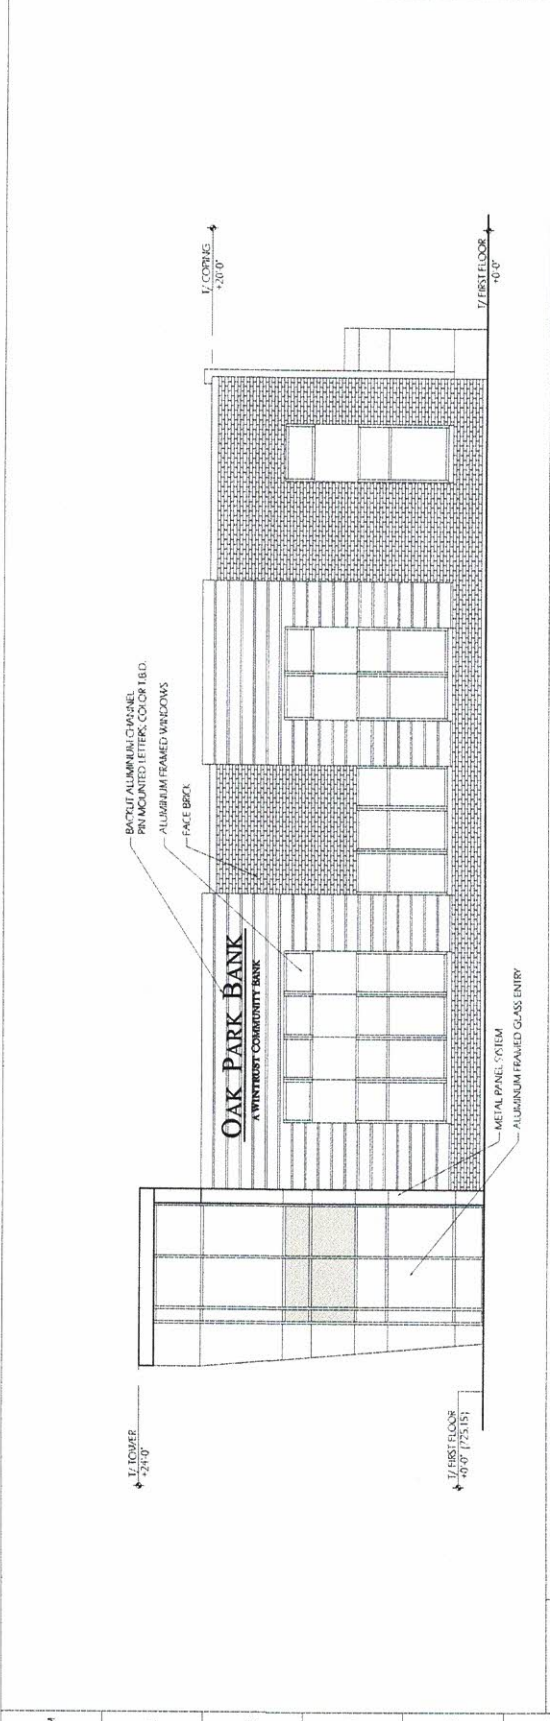 BACKLIT ALUMINUM CHANNEL
PIN MOUNTED LETTERS; COLOR T.B.D.
ALUMINUM FRAMED WINDOWS
FACE BRICK
T/ TOWER
+24'-0"
T/ COPING
+20'-0"
OAK PARK BANK
A WINTRUST COMMUNITY BANK
T/ FIRST FLOOR
+0'-0" (725.15)
T/ FIRST FLOOR
+0'-0"
METAL PANEL SYSTEM
ALUMINUM FRAMED GLASS ENTRY